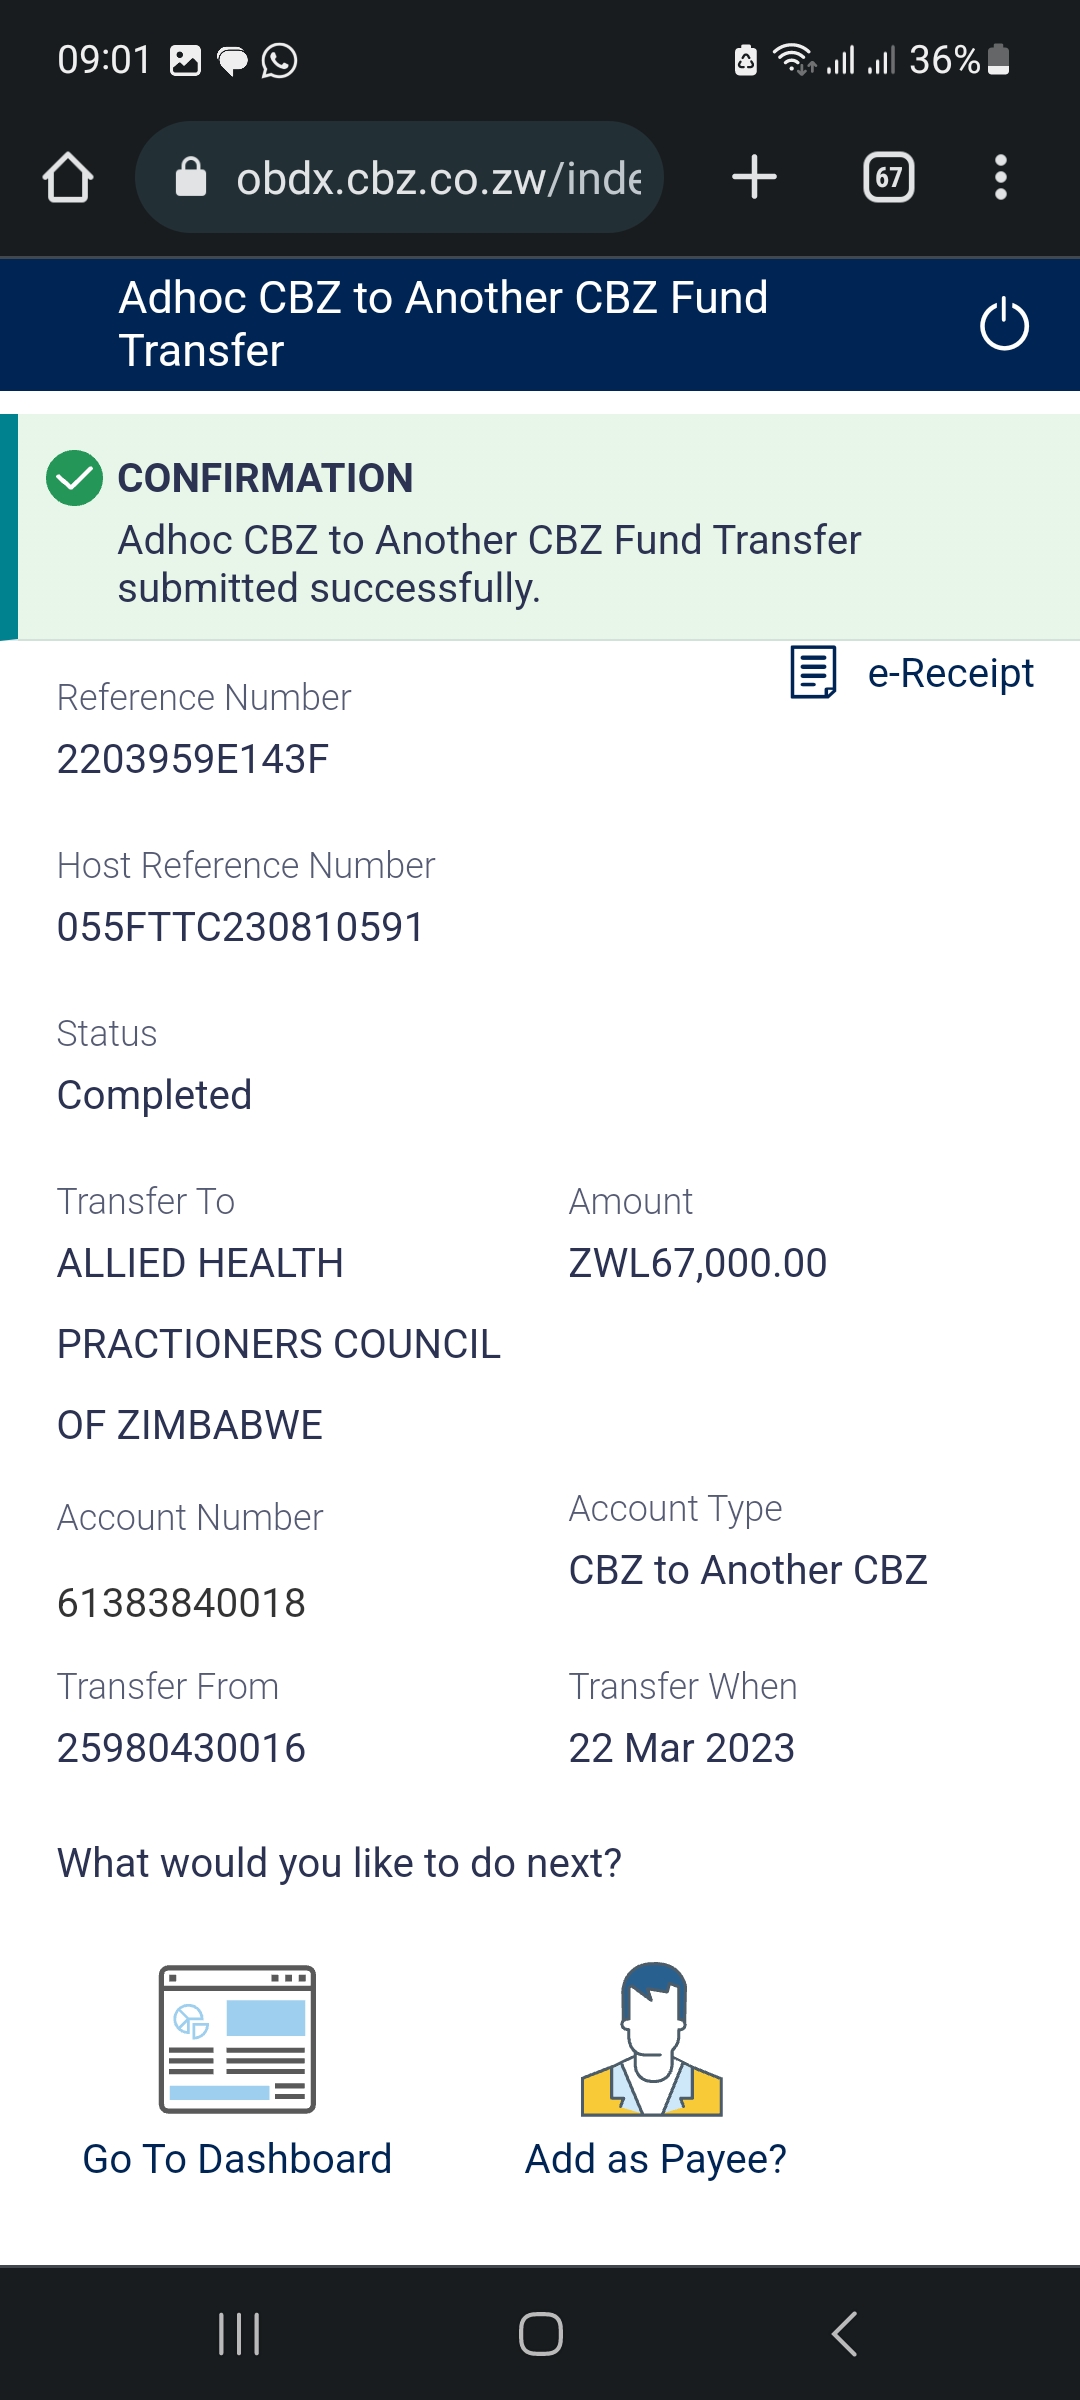 09:01
36%
obdx.cbz.co.zw/inde
67
Adhoc CBZ to Another CBZ Fund
Transfer
CONFIRMATION
Adhoc CBZ to Another CBZ Fund Transfer
submitted successfully.
e-Receipt
Reference Number
2203959E143F
Host Reference Number
055FTTC230810591
Status
Completed
Transfer To
ALLIED HEALTH
PRACTIONERS COUNCIL
OF ZIMBABWE
Amount
ZWL67,000.00
Account Number
61383840018
Account Type
CBZ to Another CBZ
Transfer From
25980430016
Transfer When
22 Mar 2023
What would you like to do next?
Go To Dashboard
Add as Payee?